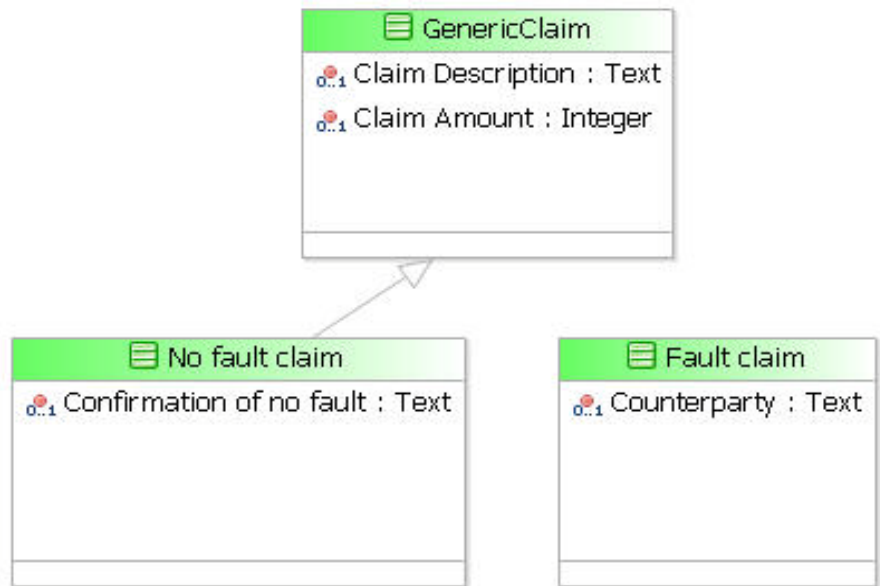 GenericClaim
0..1 Claim Description : Text
0..1 Claim Amount : Integer
No fault claim
0..1 Confirmation of no fault : Text
Fault claim
0..1 Counterparty : Text